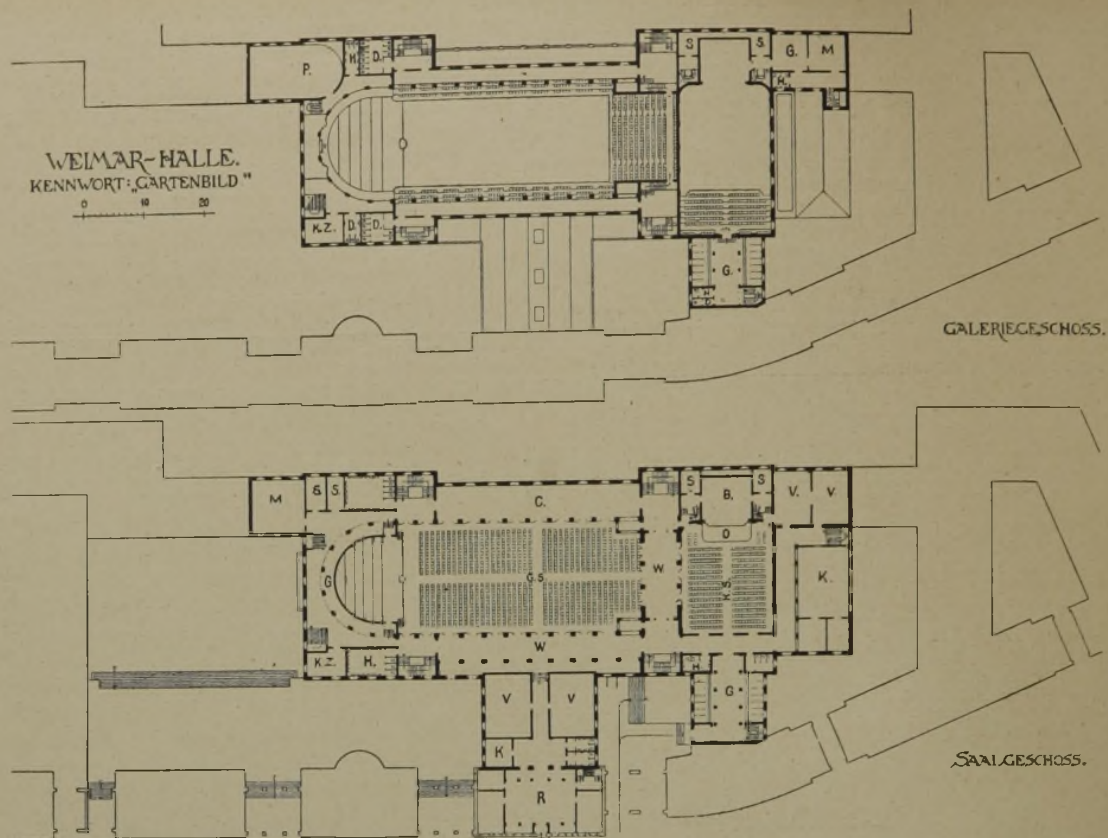 WEIMAR-HALLE.
KENNWORT: „GARTENBILD"
0 10 20
P. H. D. S S. G. M
H.
K.Z. D. D.
G.
H
D.
GALERIEGESCHOSS.
M G S. C. S B. S V. V.
O
G G.S. W K.S. K.
K.Z. H. W H
V V G
K
R
SAALGESCHOSS.